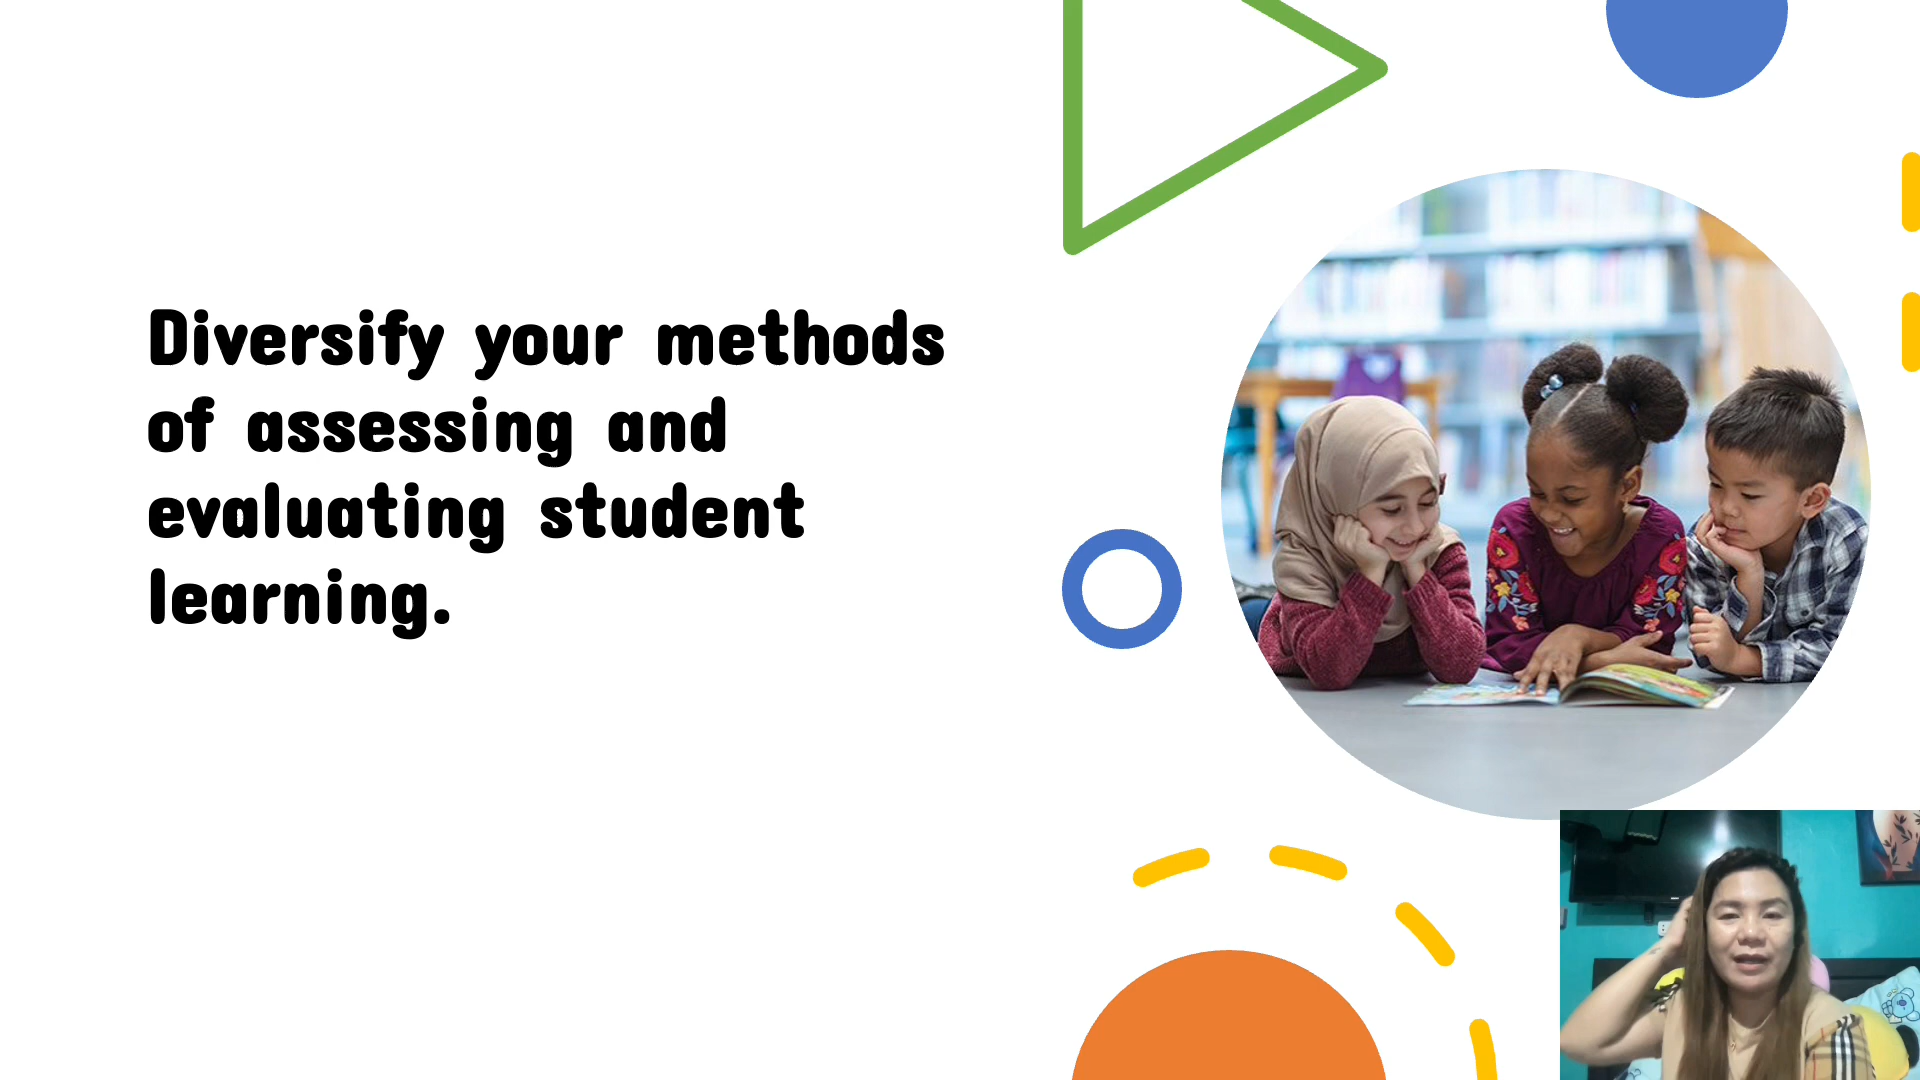 Diversify your methods
of assessing and
evaluating student
learning.